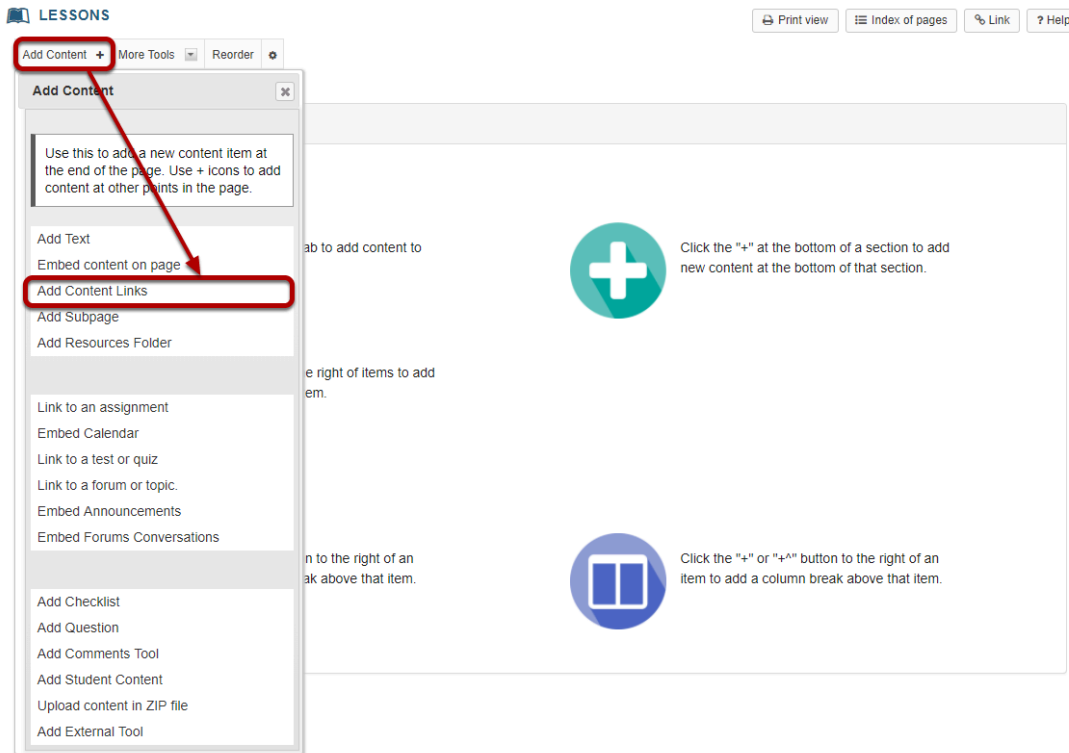 LESSONS
Print view
Index of pages
Link
? Help
Add Content +
More Tools
Reorder
Add Content
Use this to add a new content item at
the end of the page. Use + icons to add
content at other points in the page.
Add Text
Embed content on page
Add Content Links
Add Subpage
Add Resources Folder
Link to an assignment
Embed Calendar
Link to a test or quiz
Link to a forum or topic.
Embed Announcements
Embed Forums Conversations
Add Checklist
Add Question
Add Comments Tool
Add Student Content
Upload content in ZIP file
Add External Tool
ab to add content to
Click the "+" at the bottom of a section to add
new content at the bottom of that section.
e right of items to add
em.
n to the right of an
ak above that item.
Click the "+" or "+^" button to the right of an
item to add a column break above that item.